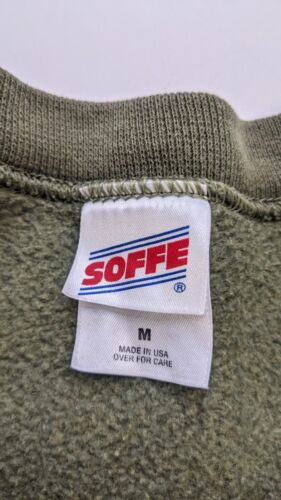 SOFFE
®
M
MADE IN USA
OVER FOR CARE